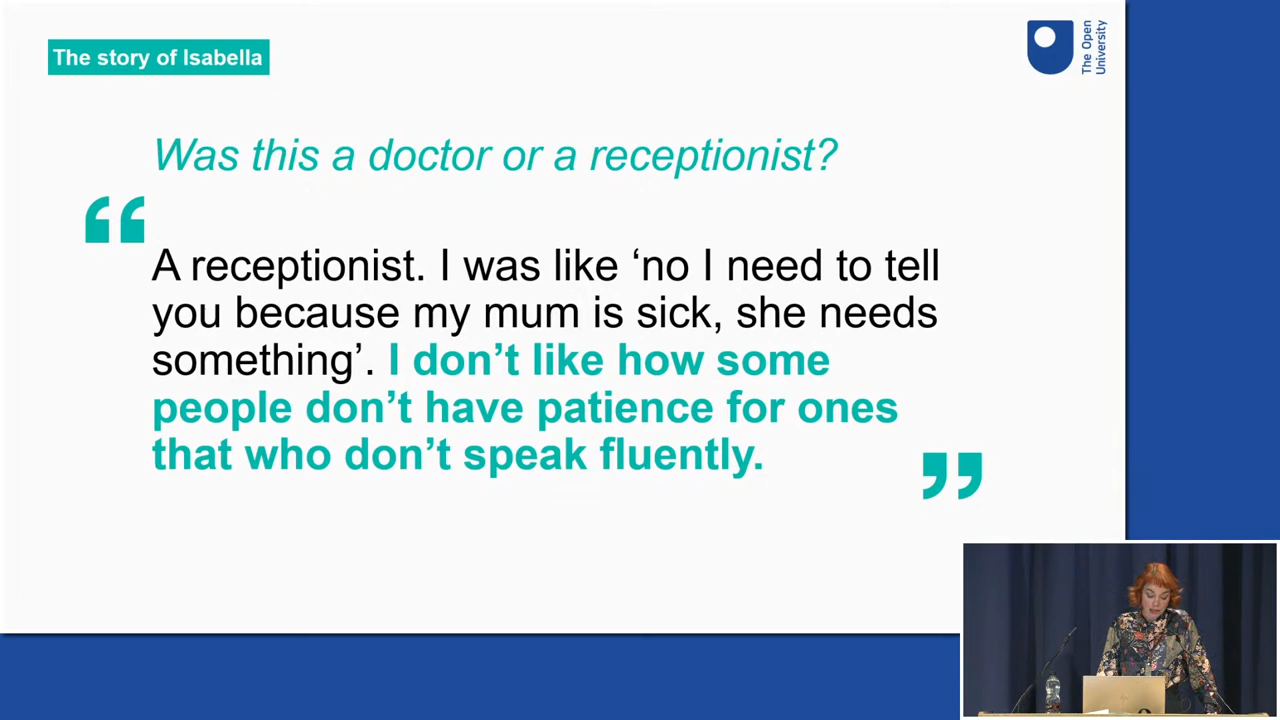 The story of Isabella
The Open
University
Was this a doctor or a receptionist?
“
A receptionist. I was like ‘no I need to tell
you because my mum is sick, she needs
something’. I don’t like how some
people don’t have patience for ones
that who don’t speak fluently.
”